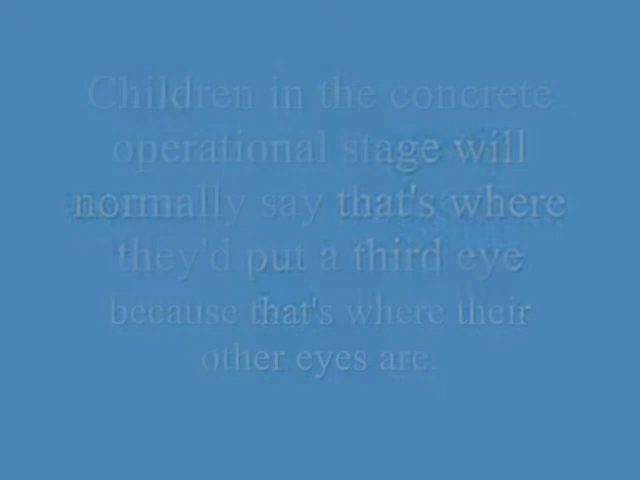 Children in the concrete
operational stage will
normally say that's where
they'd put a third eye
because that's where their
other eyes are.